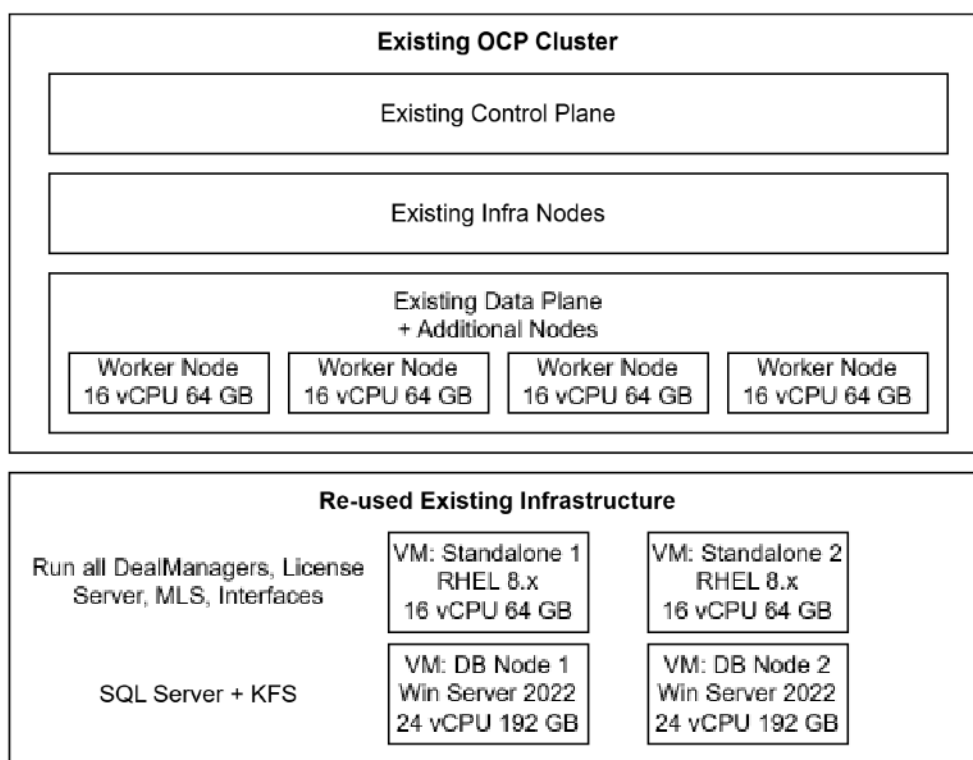 Existing OCP Cluster
Existing Control Plane
Existing Infra Nodes
Existing Data Plane
+ Additional Nodes
Worker Node
16 vCPU 64 GB
Worker Node
16 vCPU 64 GB
Worker Node
16 vCPU 64 GB
Worker Node
16 vCPU 64 GB
Re-used Existing Infrastructure
Run all DealManagers, License
Server, MLS, Interfaces
VM: Standalone 1
RHEL 8.x
16 vCPU 64 GB
VM: Standalone 2
RHEL 8.x
16 vCPU 64 GB
SQL Server + KFS
VM: DB Node 1
Win Server 2022
24 vCPU 192 GB
VM: DB Node 2
Win Server 2022
24 vCPU 192 GB